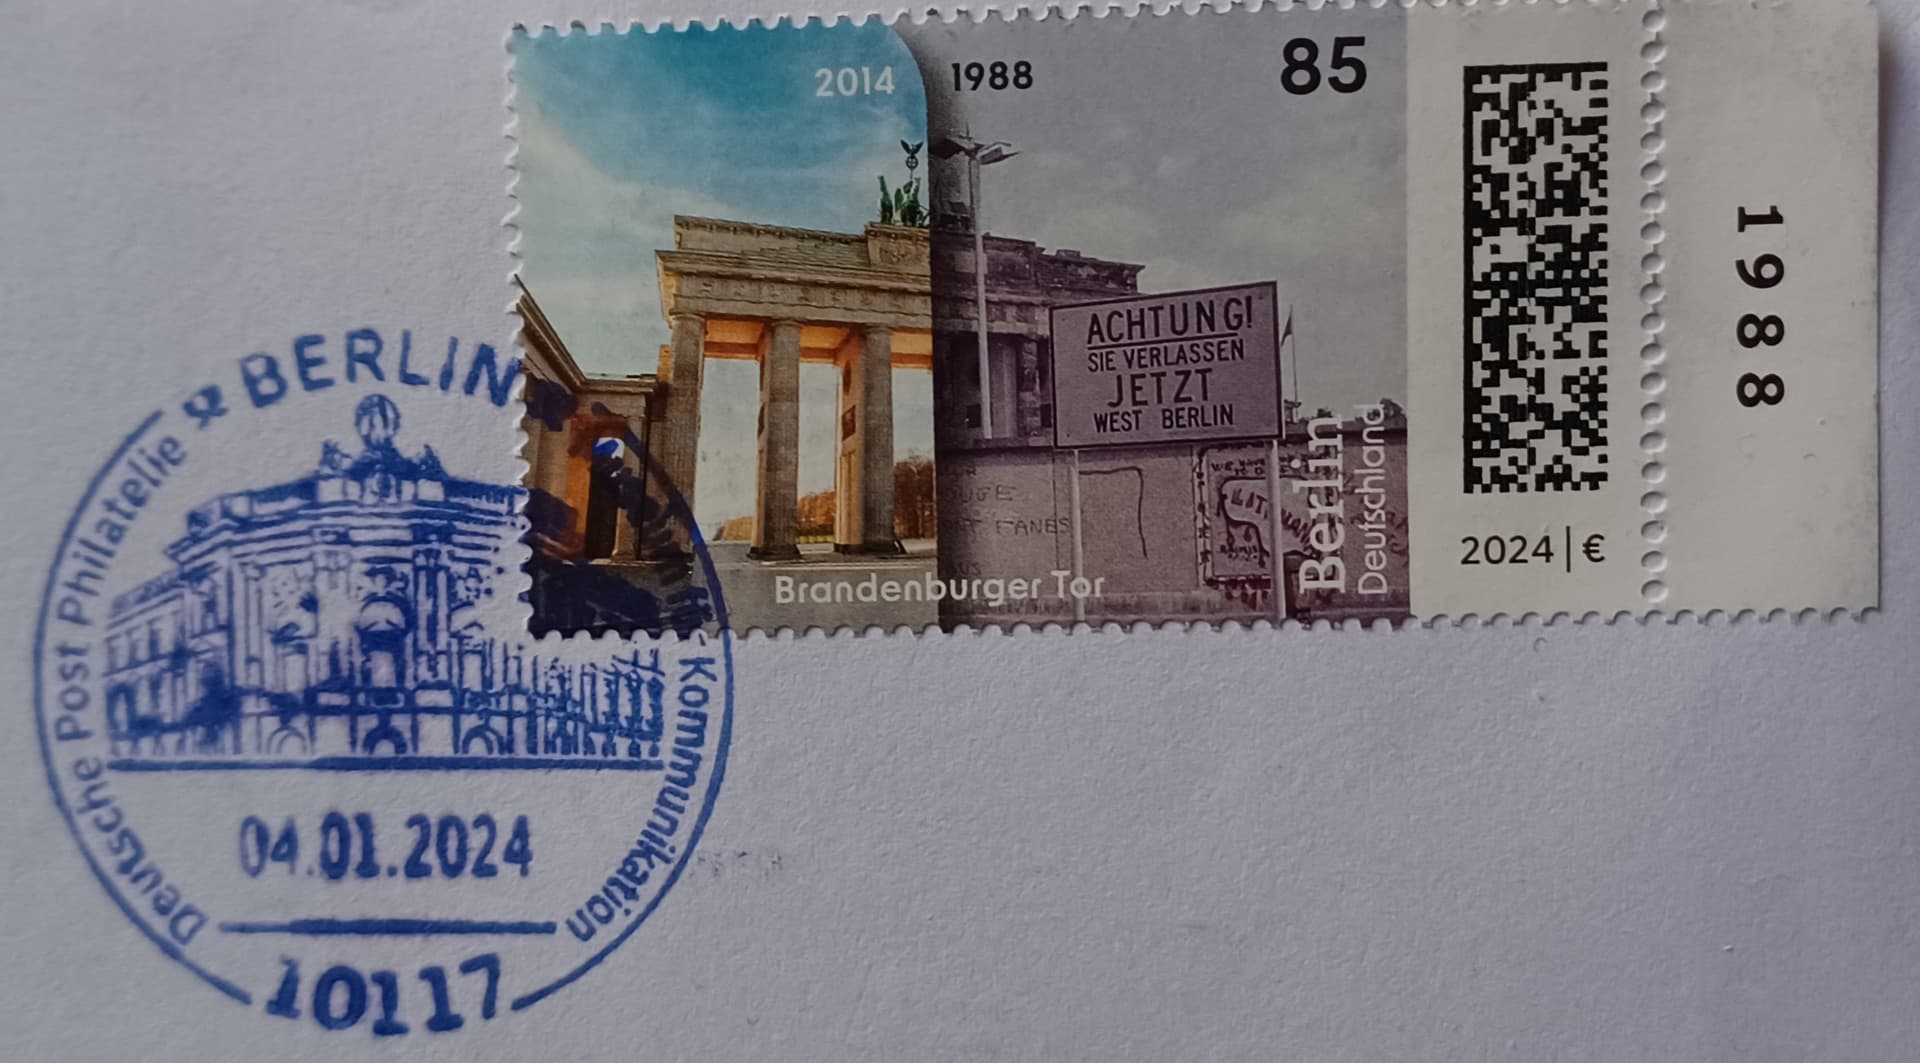 2014
1988
85
ACHTUNG!
SIE VERLASSEN
JETZT
WEST BERLIN
FANES
Brandenburger Tor
Berlin
Deutschland
2024|€
1988
BERLIN
Deutsche Post Philatelie
-Kommunikation
04.01.2024
10117